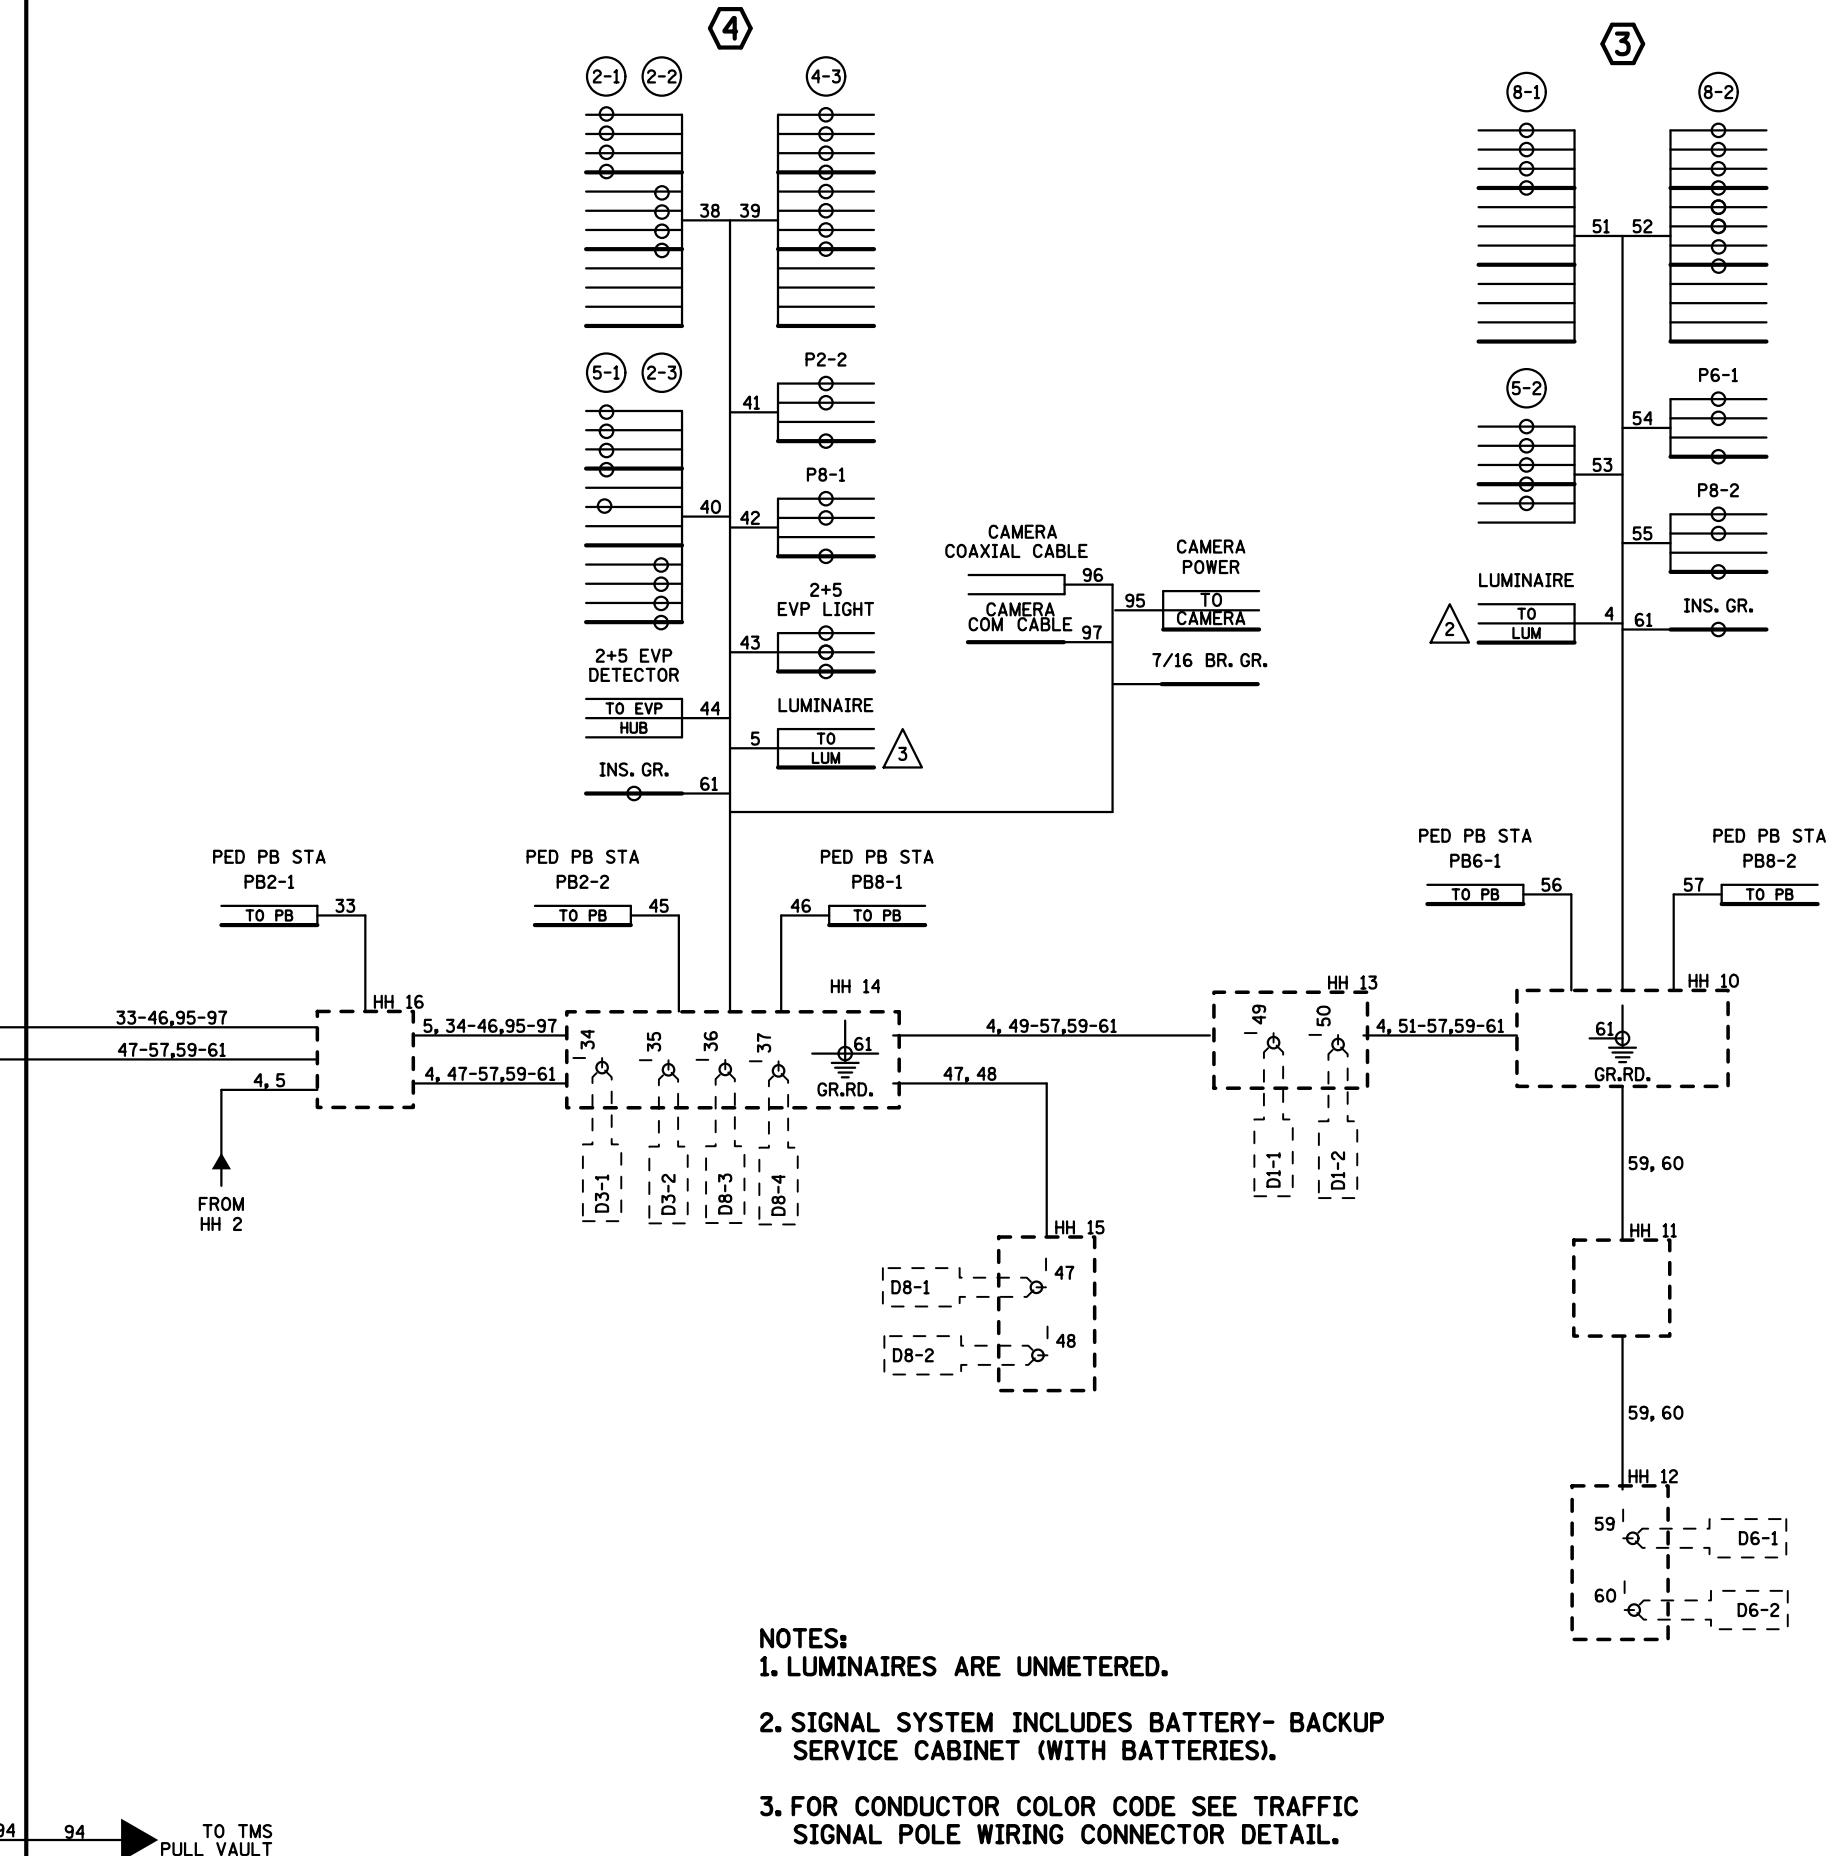 4
3
2-1 2-2
4-3
8-1
8-2
38 39
51 52
P2-2
5-1 2-3
41
P6-1
5-2
54
P8-1
53
P8-2
40
42
CAMERA
COAXIAL CABLE
CAMERA
POWER
55
96
LUMINAIRE
2+5
EVP LIGHT
95
TO
CAMERA
CAMERA
COM CABLE
97
2
TO
LUM
4 61
INS. GR.
43
2+5 EVP
DETECTOR
7/16 BR. GR.
TO EVP
HUB
44
LUMINAIRE
5
TO
LUM
3
INS. GR.
61
PED PB STA
PB2-1
TO PB
33
PED PB STA
PB2-2
TO PB
45
PED PB STA
PB8-1
46
TO PB
PED PB STA
PB6-1
TO PB
56
PED PB STA
PB8-2
57
TO PB
HH 16
HH 14
HH 13
HH 10
33-46,95-97
47-57,59-61
4,5
5, 34-46,95-97
4, 47-57,59-61
34
35
36
37
61
GR.RD.
4, 49-57,59-61
47, 48
49
50
4, 51-57,59-61
61
GR.RD.
D3-1
D3-2
D8-3
D8-4
D1-1
D1-2
59, 60
FROM
HH 2
HH 15
HH 11
D8-1
47
D8-2
48
59, 60
HH 12
59
D6-1
60
D6-2
NOTES:
1. LUMINAIRES ARE UNMETERED.
2. SIGNAL SYSTEM INCLUDES BATTERY- BACKUP
SERVICE CABINET (WITH BATTERIES).
3. FOR CONDUCTOR COLOR CODE SEE TRAFFIC
SIGNAL POLE WIRING CONNECTOR DETAIL.
94 94
TO TMS
PULL VAULT